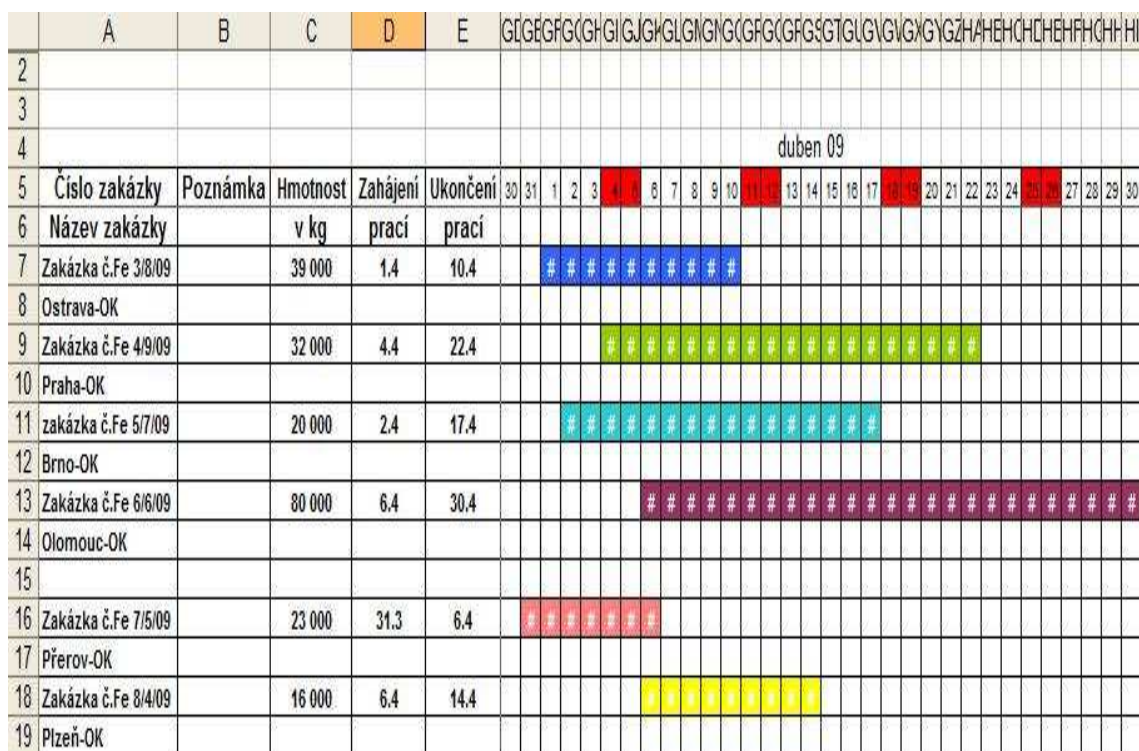 A B C D E
2
3
4 duben 09
5 Číslo zakázky Poznámka Hmotnost Zahájení Ukončení 30 31 1 2 3 4 5 6 7 8 9 10 11 12 13 14 15 16 17 18 19 20 21 22 23 24 25 26 27 28 29 30
6 Název zakázky v kg prací prací
7 Zakázka č.Fe 3/8/09 39 000 1.4 10.4 # # # # # # # # # #
8 Ostrava-OK
9 Zakázka č.Fe 4/9/09 32 000 4.4 22.4 # # # # # # # # # # # # # # # # # # #
10 Praha-OK
11 zakázka č.Fe 5/7/09 20 000 2.4 17.4 # # # # # # # # # # # # # # # #
12 Brno-OK
13 Zakázka č.Fe 6/6/09 80 000 6.4 30.4 # # # # # # # # # # # # # # # # # # # # # # # # #
14 Olomouc-OK
15
16 Zakázka č.Fe 7/5/09 23 000 31.3 6.4 # # # # # # #
17 Přerov-OK
18 Zakázka č.Fe 8/4/09 16 000 6.4 14.4 # # # # # # # # #
19 Plzeň-OK